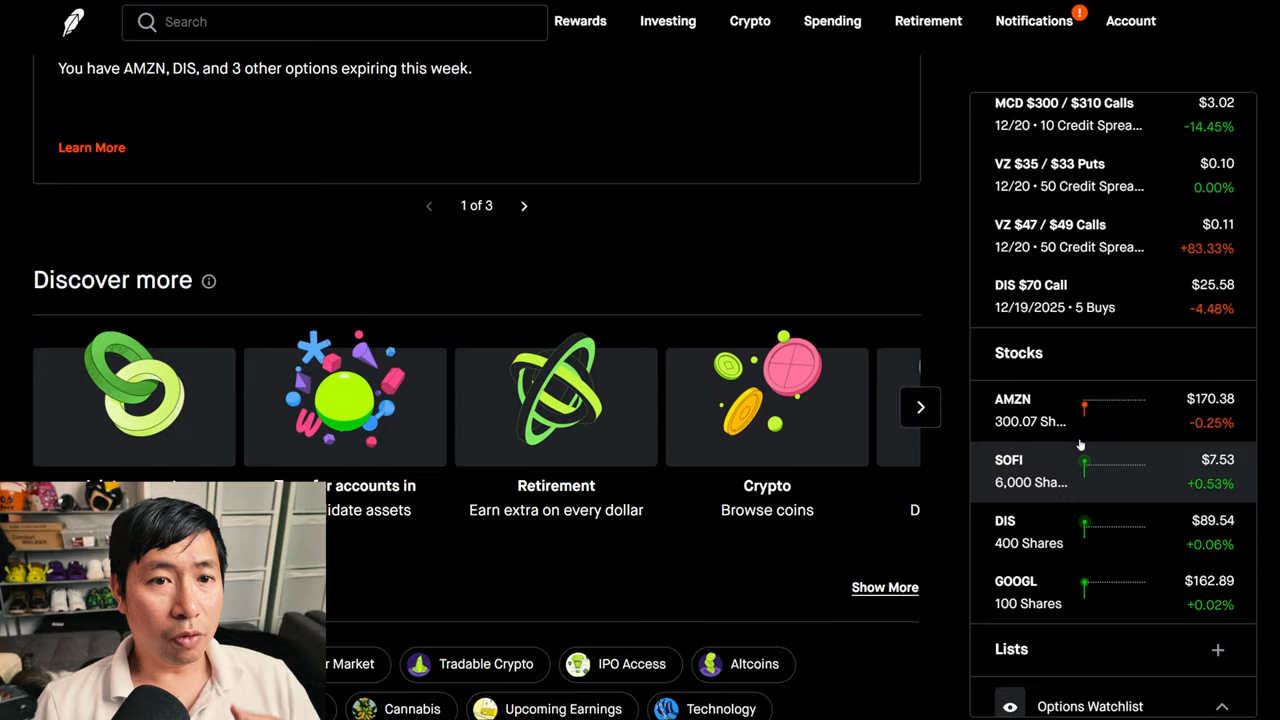 Search
Rewards
Investing
Crypto
Spending
Retirement
Notifications
!
Account
You have AMZN, DIS, and 3 other options expiring this week.
Learn More
1 of 3
Discover more
accounts in
idate assets
Retirement
Earn extra on every dollar
Crypto
Browse coins
D
Show More
r Market
Tradable Crypto
IPO Access
Altcoins
Cannabis
Upcoming Earnings
Technology
MCD $300 / $310 Calls $3.02
12/20 • 10 Credit Sprea... -14.45%
VZ $35 / $33 Puts $0.10
12/20 • 50 Credit Sprea... 0.00%
VZ $47 / $49 Calls $0.11
12/20 • 50 Credit Sprea... +83.33%
DIS $70 Call $25.58
12/19/2025 • 5 Buys -4.48%
Stocks
AMZN $170.38
300.07 Sh... -0.25%
SOFI $7.53
6,000 Sha... +0.53%
DIS $89.54
400 Shares +0.06%
GOOGL $162.89
100 Shares +0.02%
Lists
Options Watchlist